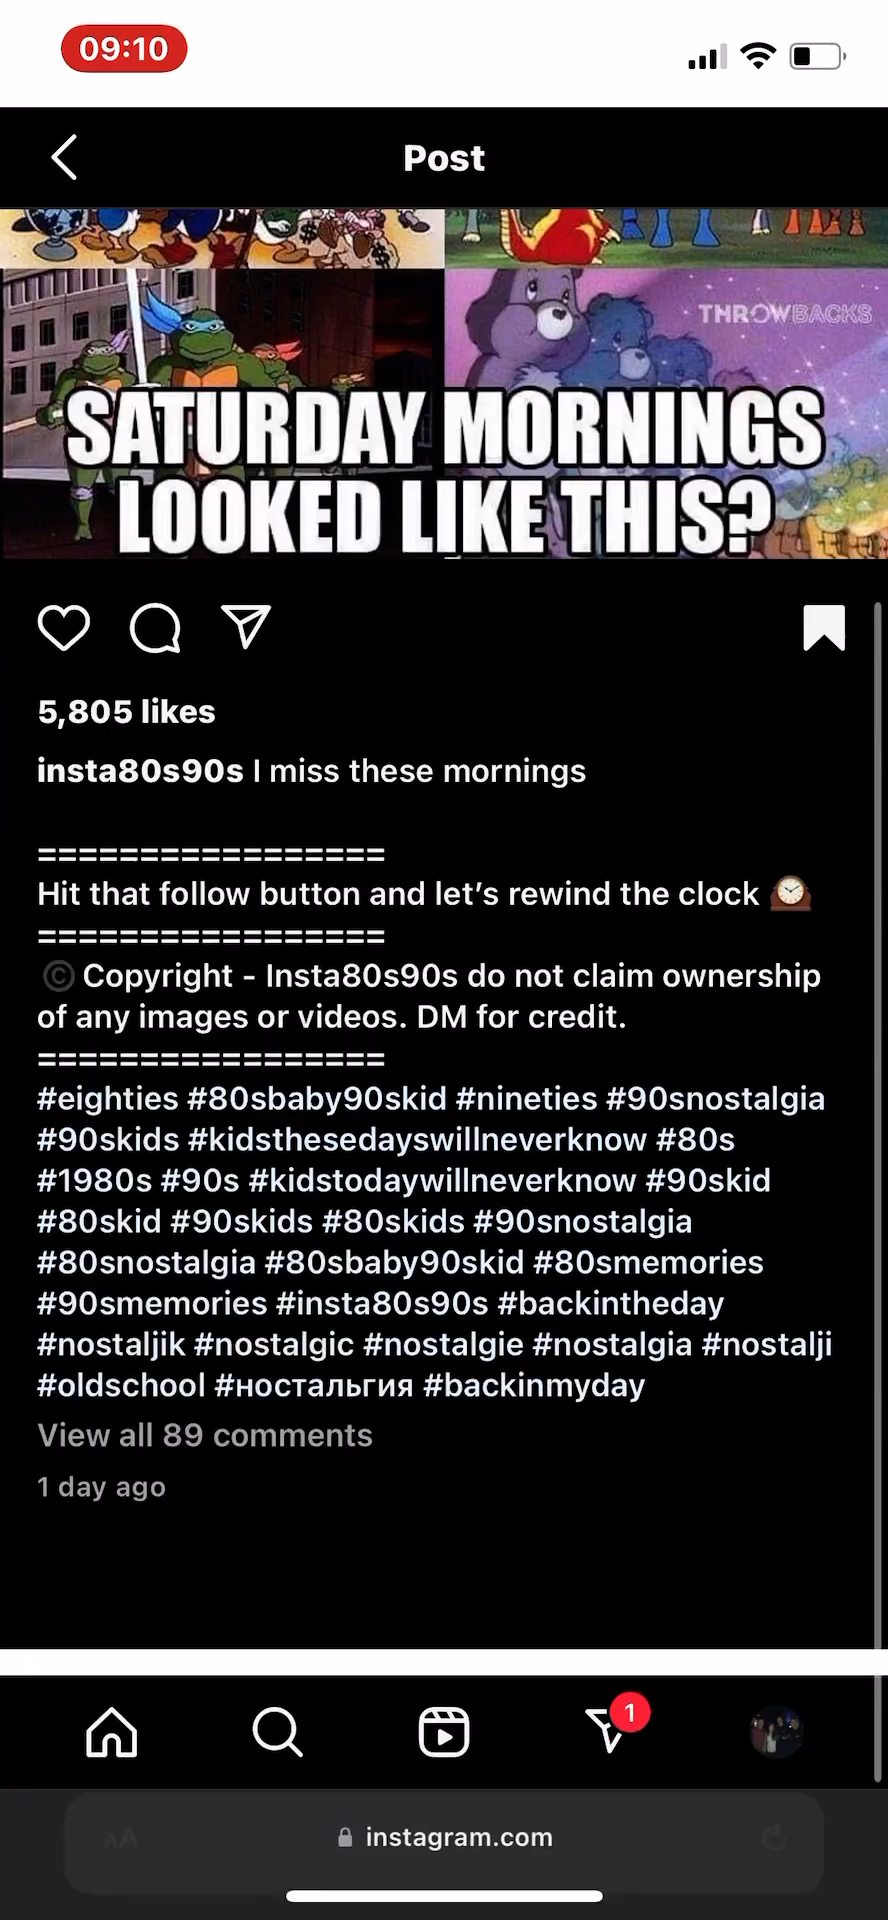 09:10
Post
THROWBACKS
SATURDAY MORNINGS
LOOKED LIKE THIS?
5,805 likes
insta80s90s I miss these mornings
=================
Hit that follow button and let's rewind the clock 🕰️
=================
©️ Copyright - Insta80s90s do not claim ownership
of any images or videos. DM for credit.
=================
#eighties #80sbaby90skid #nineties #90snostalgia
#90skids #kidsthesedayswillneverknow #80s
#1980s #90s #kidstodaywillneverknow #90skid
#80skid #90skids #80skids #90snostalgia
#80snostalgia #80sbaby90skid #80smemories
#90smemories #insta80s90s #backintheday
#nostaljik #nostalgic #nostalgie #nostalgia #nostalji
#oldschool #ностальгия #backinmyday
View all 89 comments
1 day ago
1
AA
instagram.com